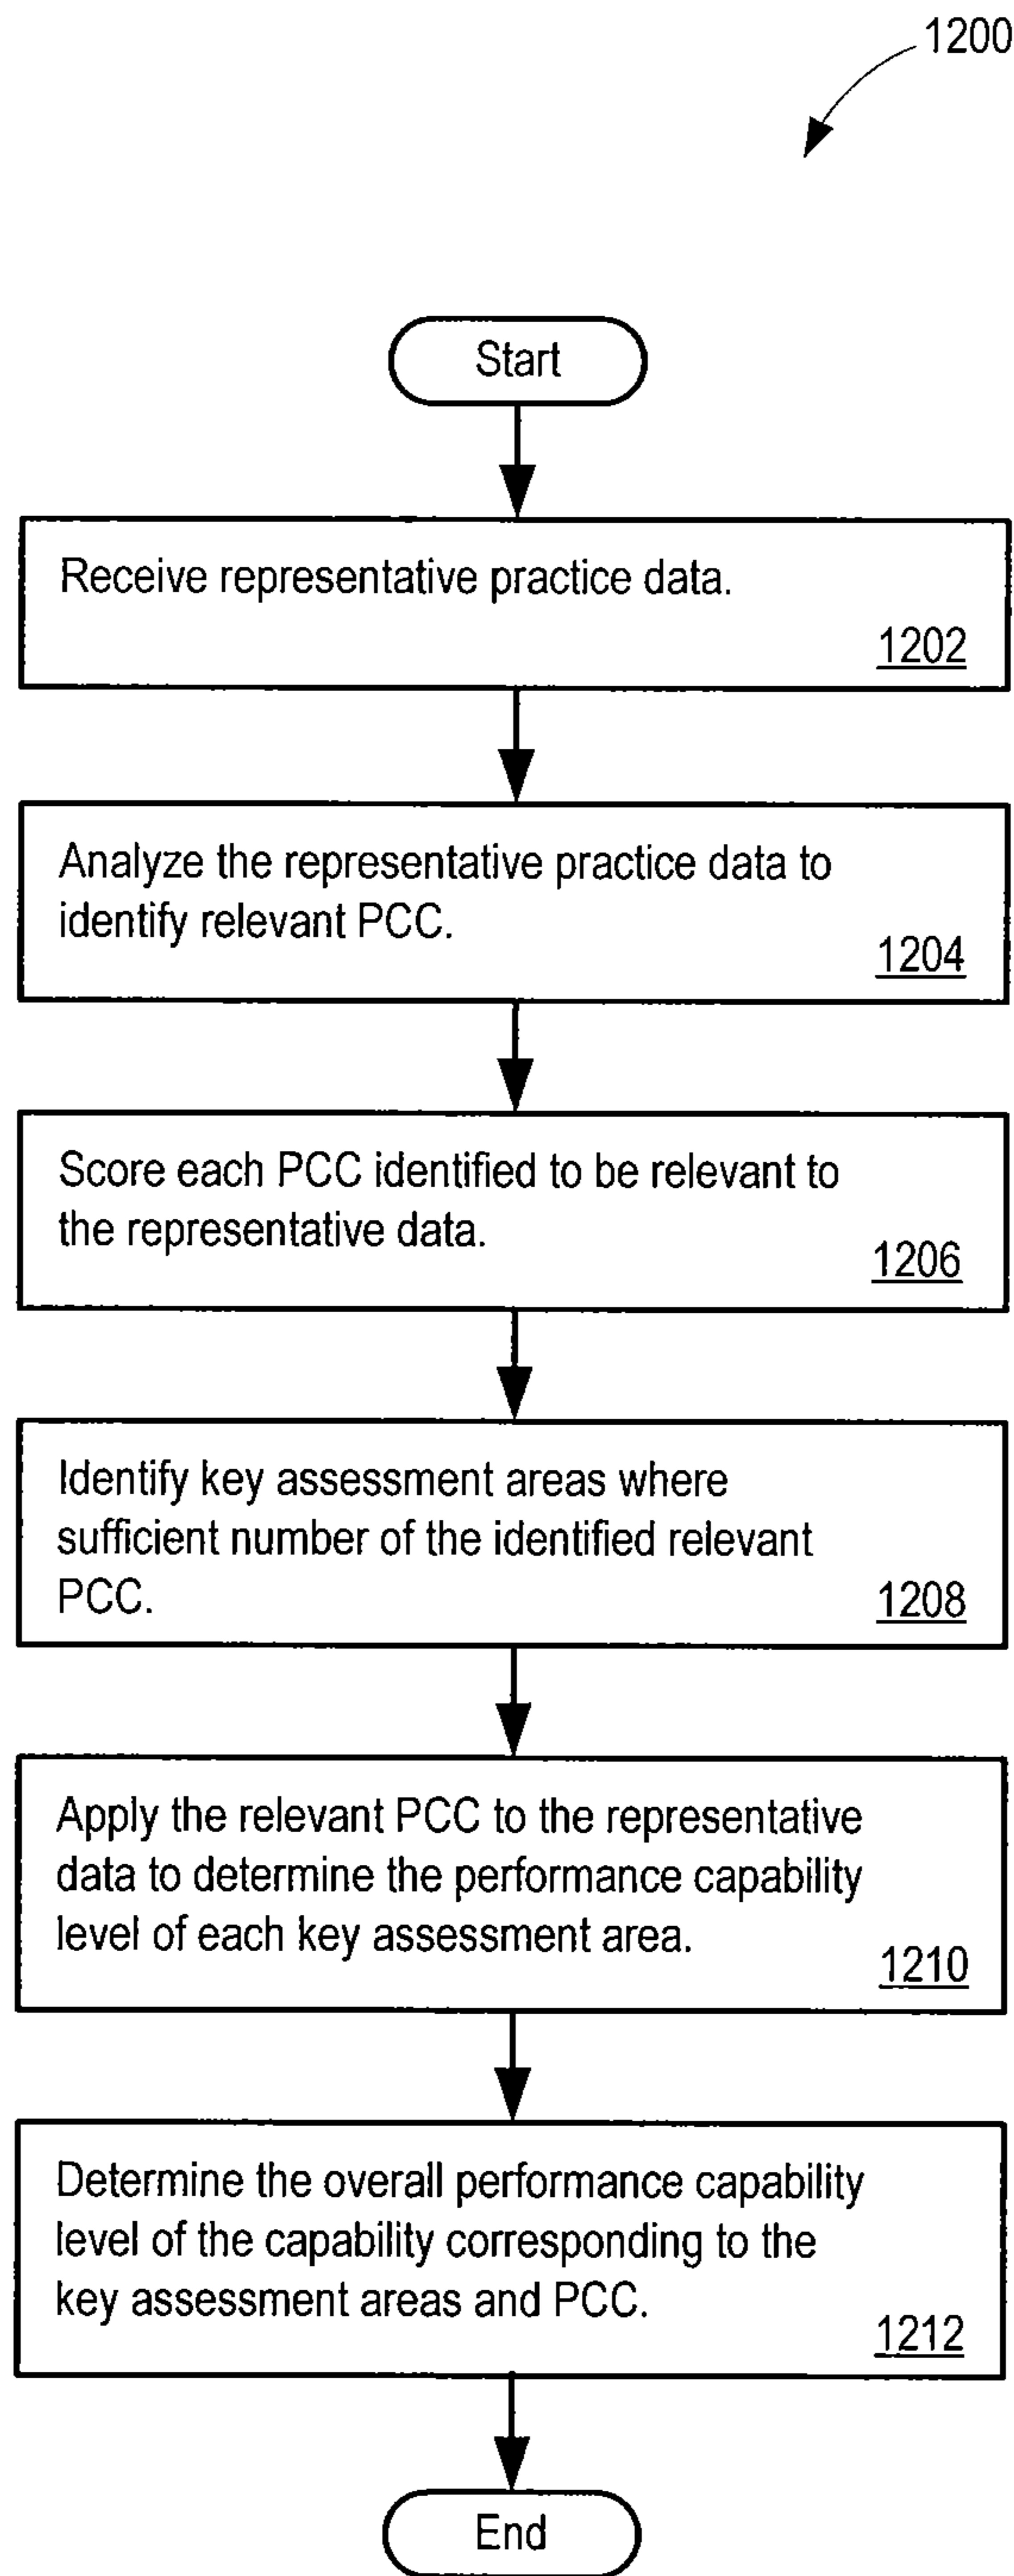 1200
Start
Receive representative practice data.
1202
Analyze the representative practice data to
identify relevant PCC.
1204
Score each PCC identified to be relevant to
the representative data.
1206
Identify key assessment areas where
sufficient number of the identified relevant
PCC.
1208
Apply the relevant PCC to the representative
data to determine the performance capability
level of each key assessment area.
1210
Determine the overall performance capability
level of the capability corresponding to the
key assessment areas and PCC.
1212
End